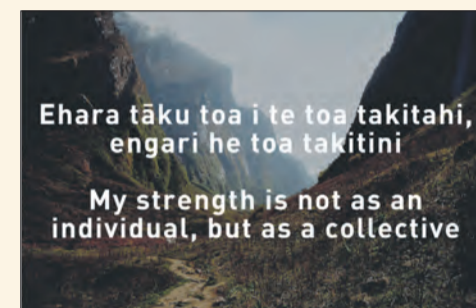 Ehara tāku toa i te toa takitahi,
engari he toa takitini
My strength is not as an
individual, but as a collective